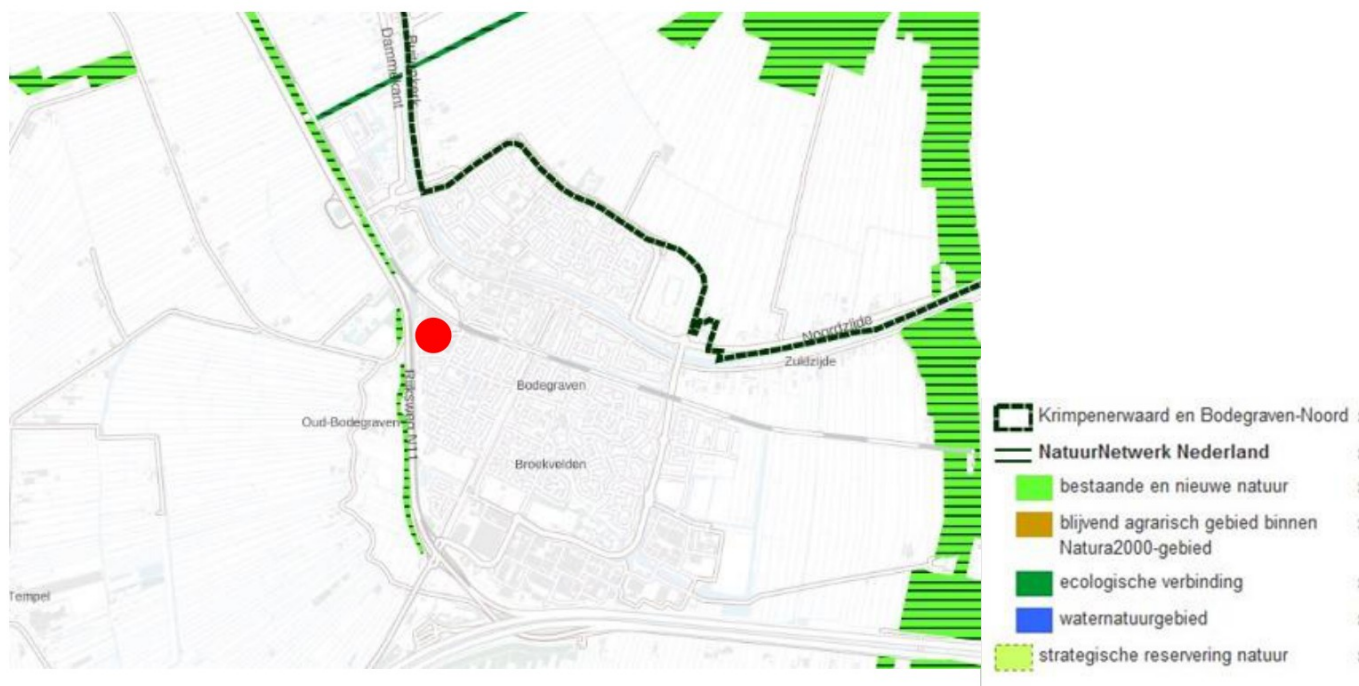 Buitenkerk
Dammekant
Noordzijde
Zuidzijde
Bodegraven
Rijksweg N11
Oud-Bodegraven
Broekvelden
Tempel
Krimpenerwaard en Bodegraven-Noord
NatuurNetwerk Nederland
bestaande en nieuwe natuur
blijvend agrarisch gebied binnen
Natura2000-gebied
ecologische verbinding
waternatuurgebied
strategische reservering natuur